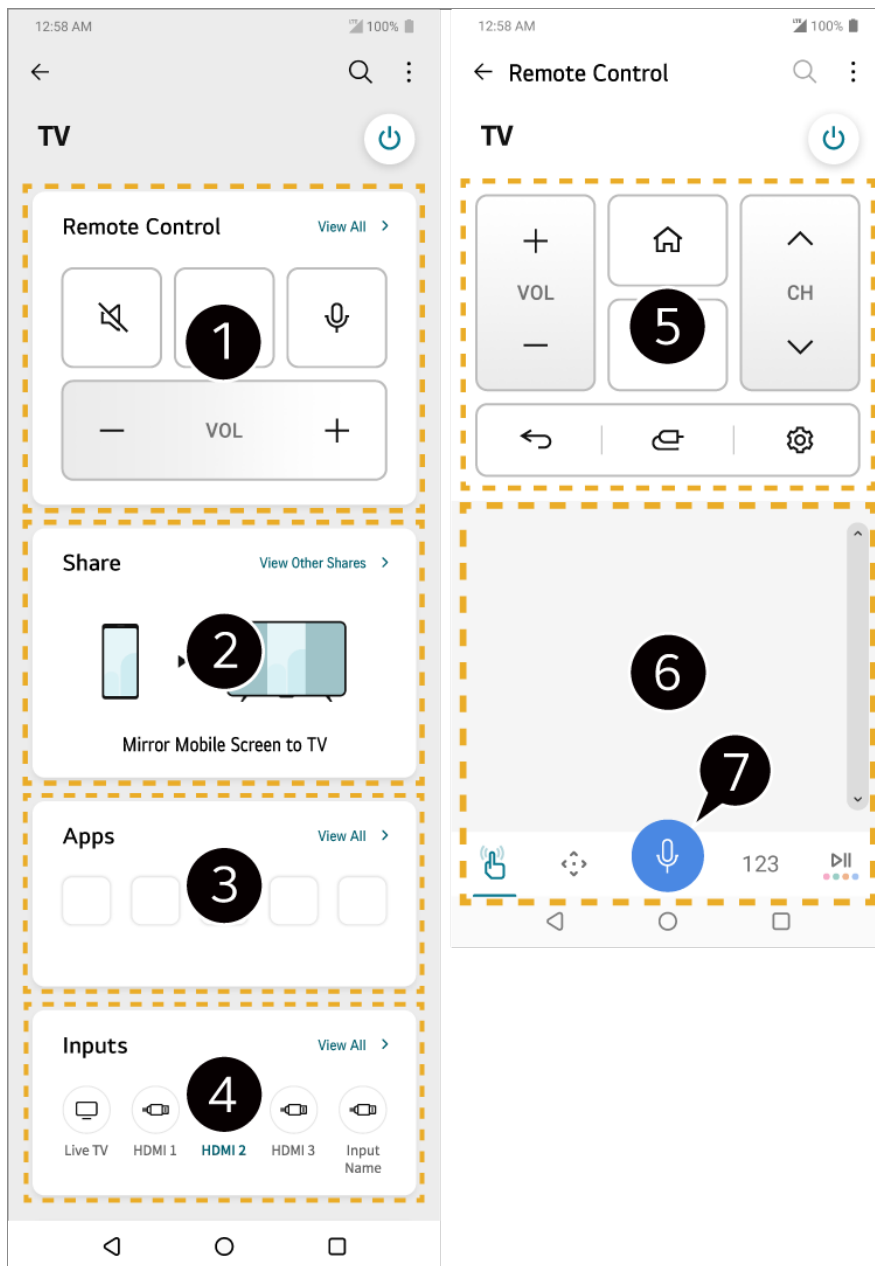 12:58 AM
LTE 100%
TV
Remote Control View All >
1
VOL
Share View Other Shares >
2
Mirror Mobile Screen to TV
Apps View All >
3
Inputs View All >
4
Live TV HDMI 1 HDMI 2 HDMI 3 Input Name
12:58 AM
LTE 100%
Remote Control
TV
VOL
CH
5
6
7
123